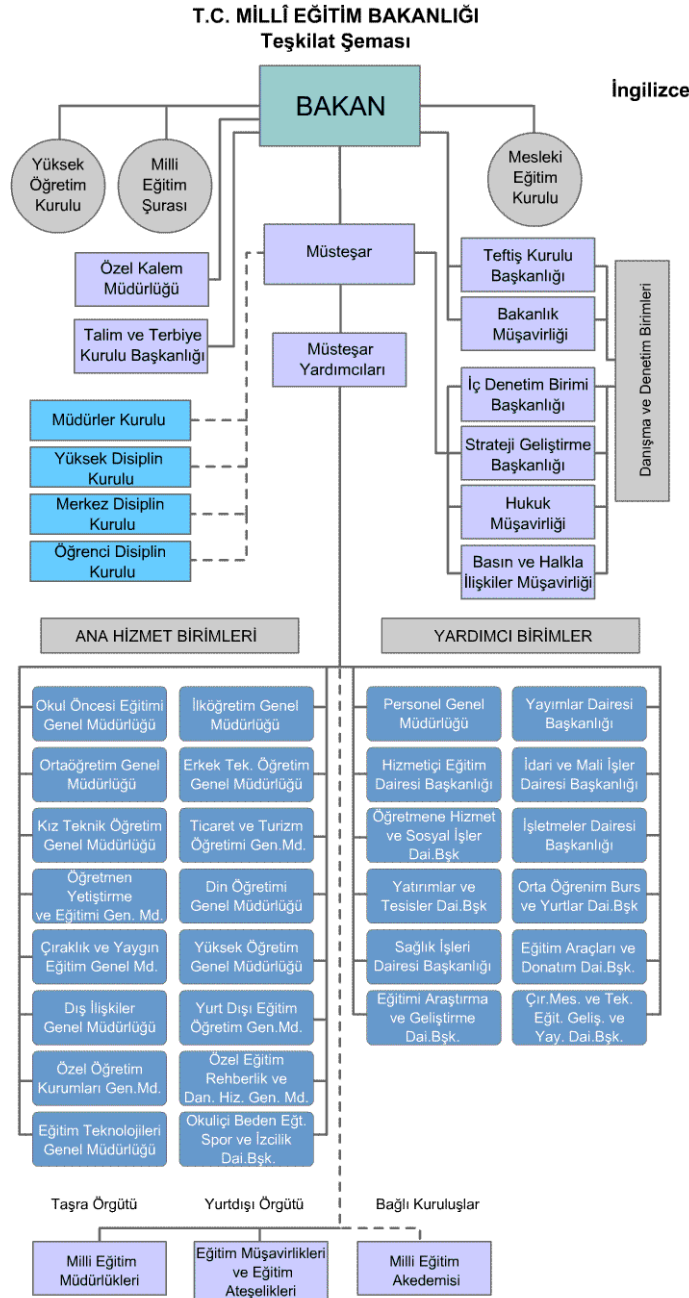 T.C. MİLLÎ EĞİTİM BAKANLIĞI
Teşkilat Şeması
İngilizce
BAKAN
Yüksek
Öğretim
Kurulu
Milli
Eğitim
Şurası
Mesleki
Eğitim
Kurulu
Özel Kalem
Müdürlüğü
Talim ve Terbiye
Kurulu Başkanlığı
Müsteşar
Müsteşar
Yardımcıları
Teftiş Kurulu
Başkanlığı
Bakanlık
Müşavirliği
İç Denetim Birimi
Başkanlığı
Strateji Geliştirme
Başkanlığı
Hukuk
Müşavirliği
Basın ve Halkla
İlişkiler Müşavirliği
Danışma ve Denetim Birimleri
Müdürler Kurulu
Yüksek Disiplin
Kurulu
Merkez Disiplin
Kurulu
Öğrenci Disiplin
Kurulu
ANA HİZMET BİRİMLERİ
Okul Öncesi Eğitimi
Genel Müdürlüğü
İlköğretim Genel
Müdürlüğü
Ortaöğretim Genel
Müdürlüğü
Erkek Tek. Öğretim
Genel Müdürlüğü
Kız Teknik Öğretim
Genel Müdürlüğü
Ticaret ve Turizm
Öğretimi Gen.Md.
Öğretmen
Yetiştirme
ve Eğitimi Gen. Md.
Din Öğretimi
Genel Müdürlüğü
Çıraklık ve Yaygın
Eğitim Genel Md.
Yüksek Öğretim
Genel Müdürlüğü
Dış İlişkiler
Genel Müdürlüğü
Yurt Dışı Eğitim
Öğretim Gen.Md.
Özel Öğretim
Kurumları Gen.Md.
Özel Eğitim
Rehberlik ve
Dan. Hiz. Gen. Md.
Eğitim Teknolojileri
Genel Müdürlüğü
Okuliçi Beden Eğt.
Spor ve İzcilik
Dai.Bşk.
YARDIMCI BİRİMLER
Personel Genel
Müdürlüğü
Yayımlar Dairesi
Başkanlığı
Hizmetiçi Eğitim
Dairesi Başkanlığı
İdari ve Mali İşler
Dairesi Başkanlığı
Öğretmene Hizmet
ve Sosyal İşler
Dai.Bşk
İşletmeler Dairesi
Başkanlığı
Yatırımlar ve
Tesisler Dai.Bşk
Orta Öğrenim Burs
ve Yurtlar Dai.Bşk
Sağlık İşleri
Dairesi Başkanlığı
Eğitim Araçları ve
Donatım Dai.Bşk.
Eğitimi Araştırma
ve Geliştirme
Dai.Bşk.
Çır.Mes. ve Tek.
Eğit. Geliş. ve
Yay. Dai.Bşk.
Taşra Örgütü
Yurtdışı Örgütü
Bağlı Kuruluşlar
Milli Eğitim
Müdürlükleri
Eğitim Müşavirlikleri
ve Eğitim
Ateşelikleri
Milli Eğitim
Akedemisi